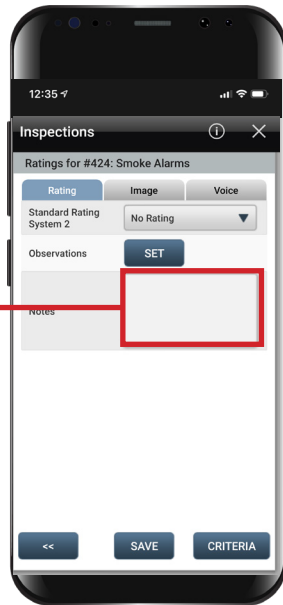 12:35
Inspections
Ratings for #424: Smoke Alarms
Rating Image Voice
Standard Rating
System 2
No Rating
Observations SET
Notes
<< SAVE CRITERIA